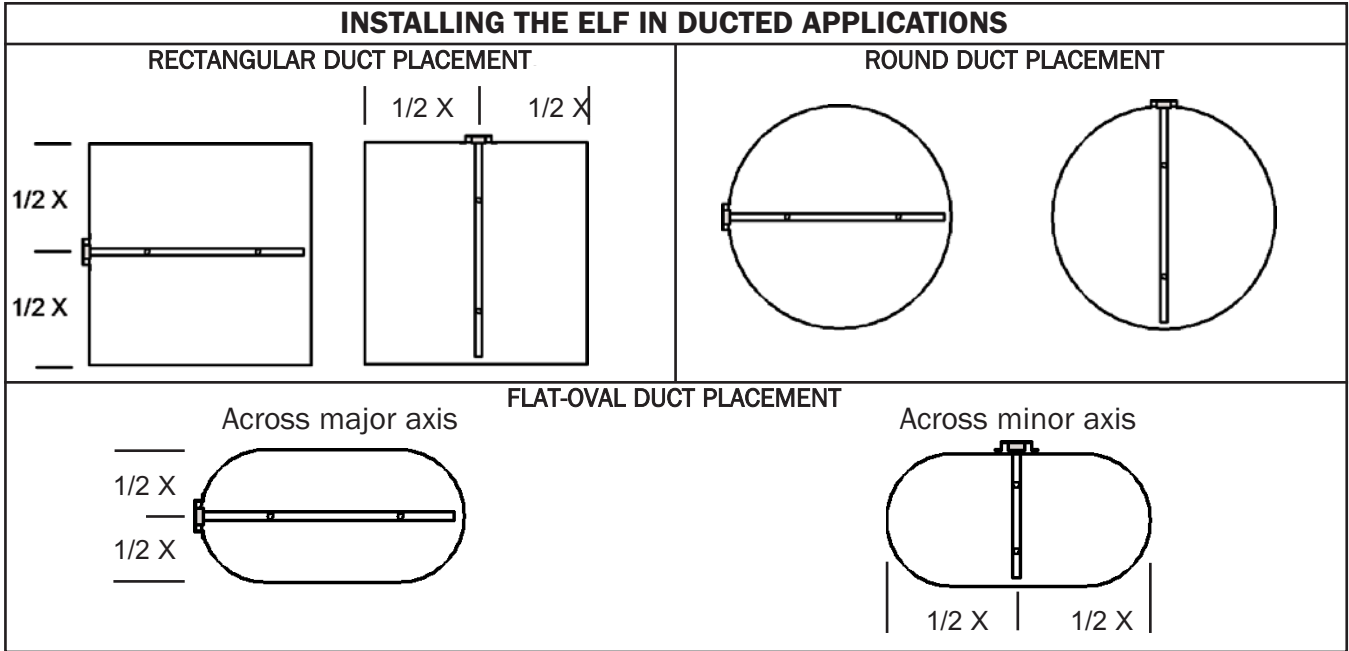 INSTALLING THE ELF IN DUCTED APPLICATIONS
RECTANGULAR DUCT PLACEMENT
1/2 X
1/2 X
1/2 X
1/2 X
ROUND DUCT PLACEMENT
FLAT-OVAL DUCT PLACEMENT
Across major axis
1/2 X
1/2 X
Across minor axis
1/2 X
1/2 X